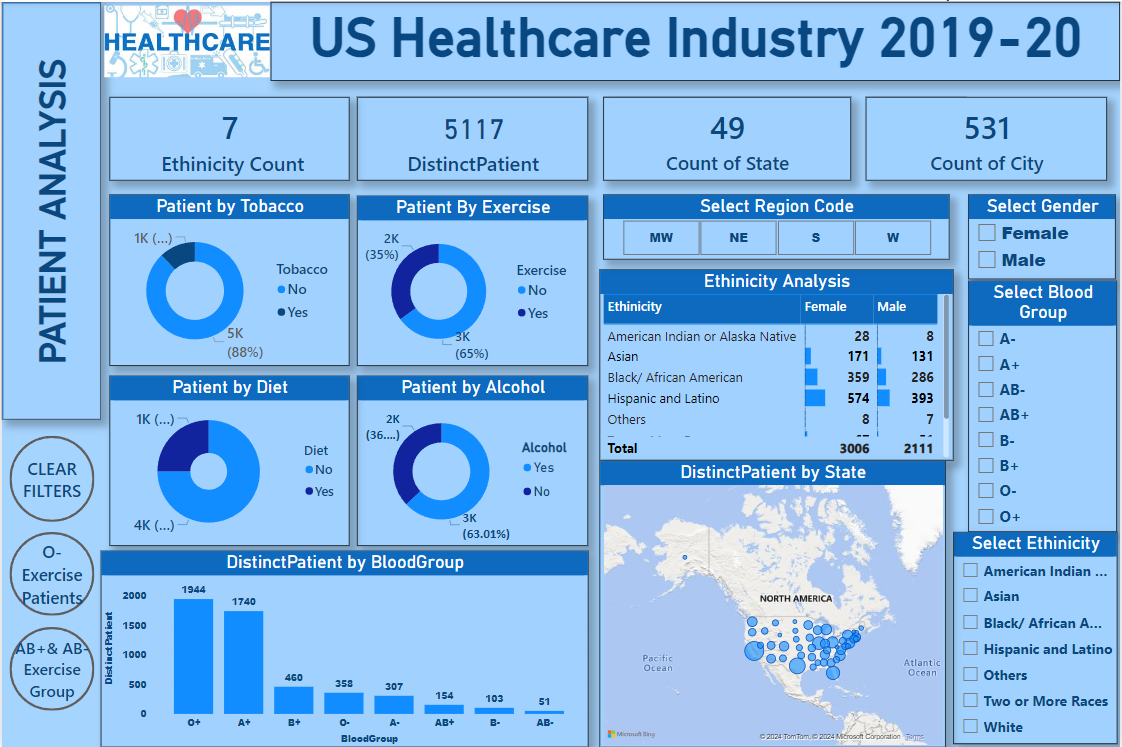 HEALTHCARE
US Healthcare Industry 2019-20
PATIENT ANALYSIS
7
Ethinicity Count
5117
DistinctPatient
49
Count of State
531
Count of City
Patient by Tobacco
1K (...)
5K
(88%)
Tobacco
No
Yes
Patient By Exercise
2K
(35%)
3K
(65%)
Exercise
No
Yes
Select Region Code
MW
NE
S
W
Select Gender
Female
Male
Ethinicity Analysis
Ethinicity Female Male
American Indian or Alaska Native 28 8
Asian 171 131
Black/ African American 359 286
Hispanic and Latino 574 393
Others 8 7
Total 3006 2111
Select Blood
Group
A-
A+
AB-
AB+
B-
B+
O-
O+
Patient by Diet
1K (...)
4K (...)
Diet
No
Yes
Patient by Alcohol
2K
(36....)
3K
(63.01%)
Alcohol
Yes
No
CLEAR
FILTERS
O-
Exercise
Patients
AB+& AB-
Exercise
Group
DistinctPatient by BloodGroup
DistinctPatient
2000
1500
1000
500
0
1944
1740
460
358
307
154
103
51
O+
A+
B+
O-
A-
AB+
B-
AB-
BloodGroup
DistinctPatient by State
NORTH AMERICA
Pacific
Ocean
Atlantic
Ocean
Microsoft Bing
© 2024 TomTom, © 2024 Microsoft Corporation Terms
Select Ethinicity
American Indian ...
Asian
Black/ African A...
Hispanic and Latino
Others
Two or More Races
White